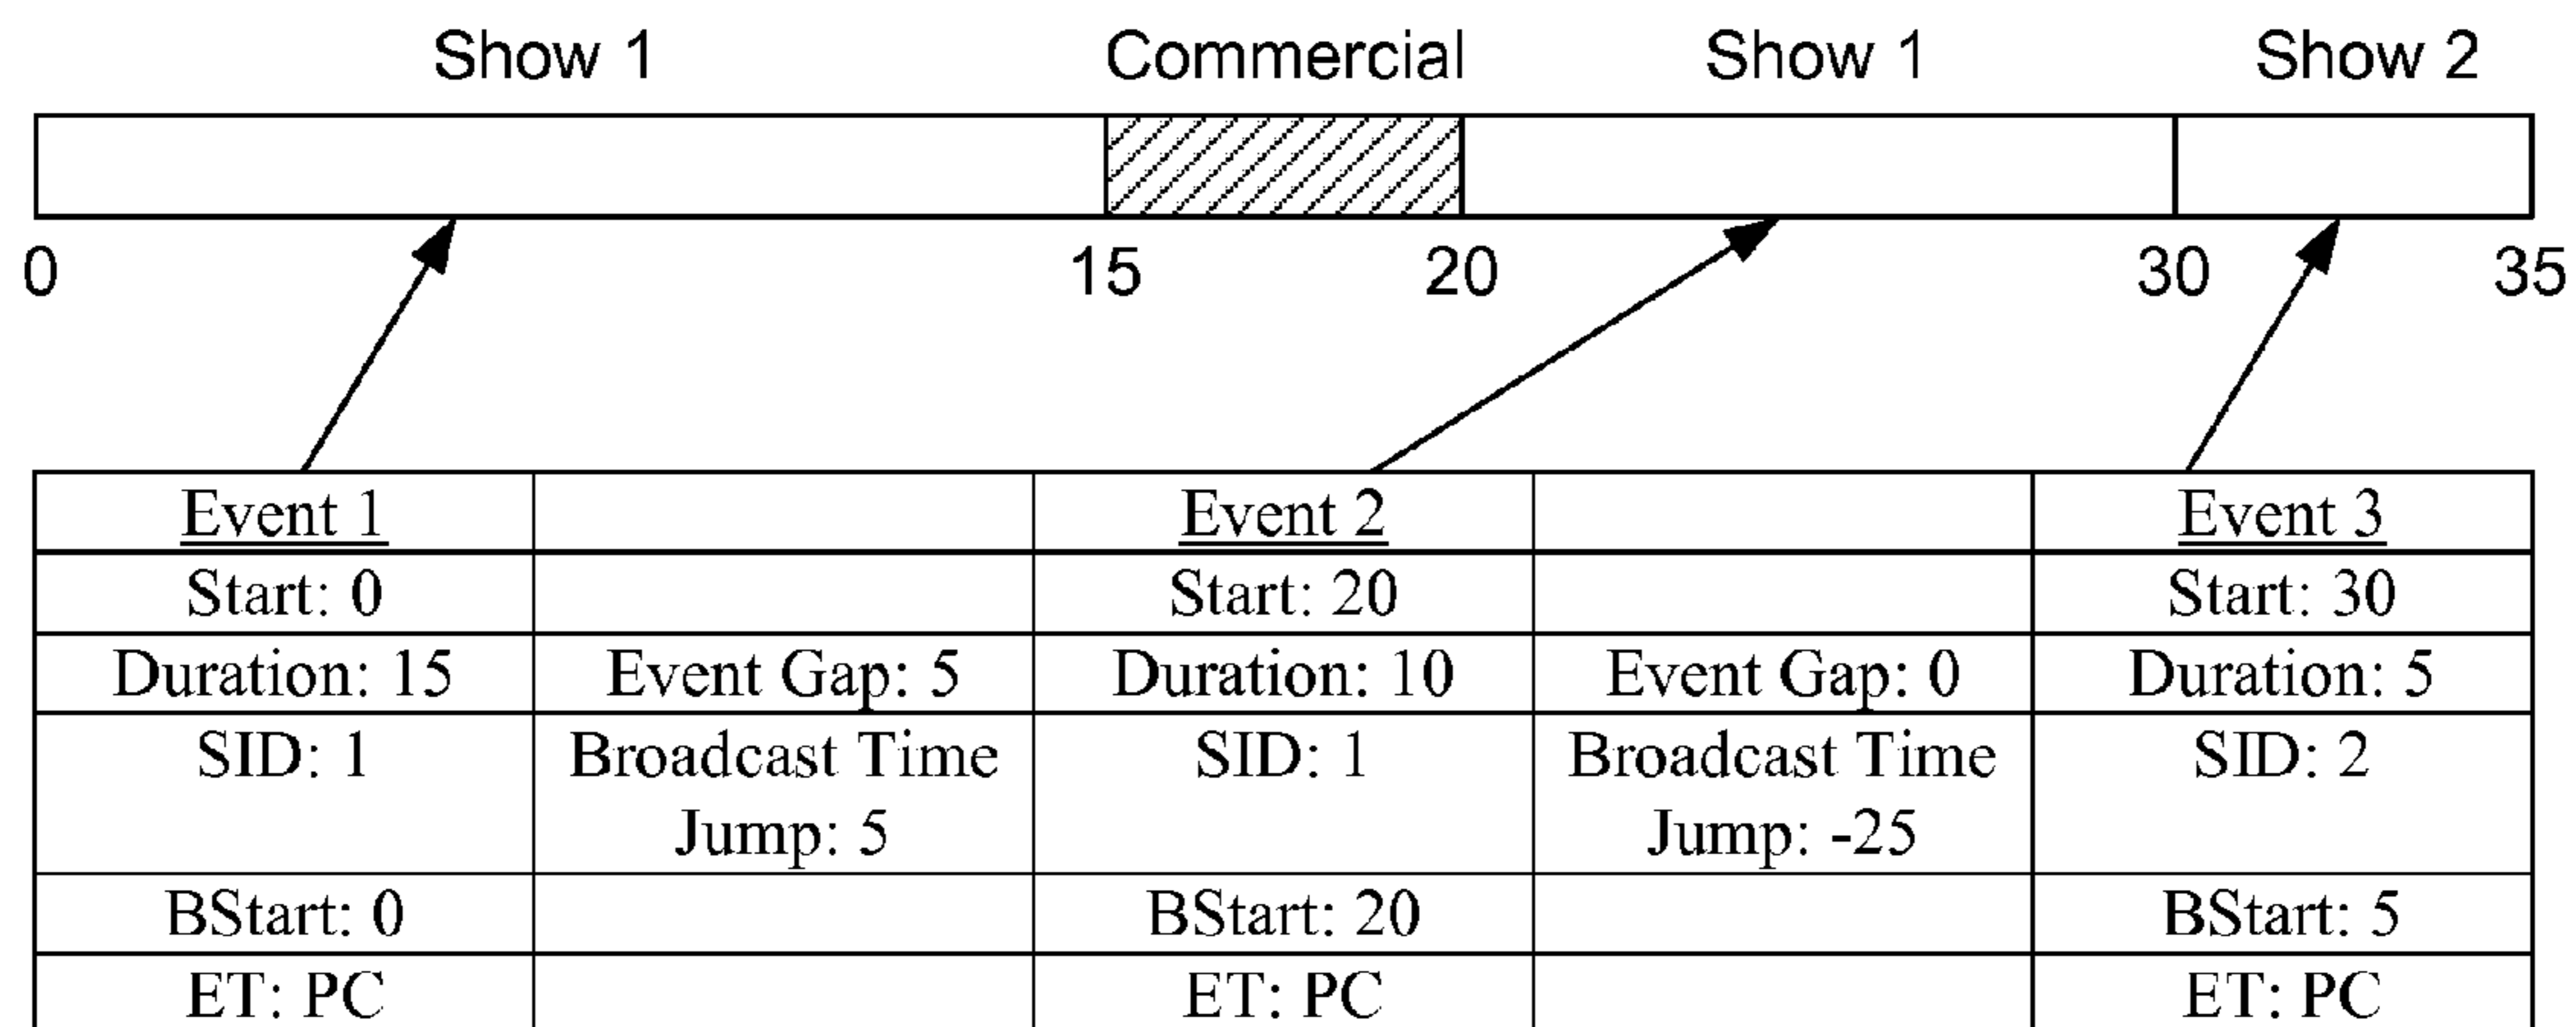 Show 1 Commercial Show 1 Show 2
0 15 20 30 35
Event 1 Event 2 Event 3
Start: 0 Start: 20 Start: 30
Duration: 15 Event Gap: 5 Duration: 10 Event Gap: 0 Duration: 5
SID: 1 Broadcast Time SID: 1 Broadcast Time SID: 2
Jump: 5 Jump: -25
BStart: 0 BStart: 20 BStart: 5
ET: PC ET: PC ET: PC